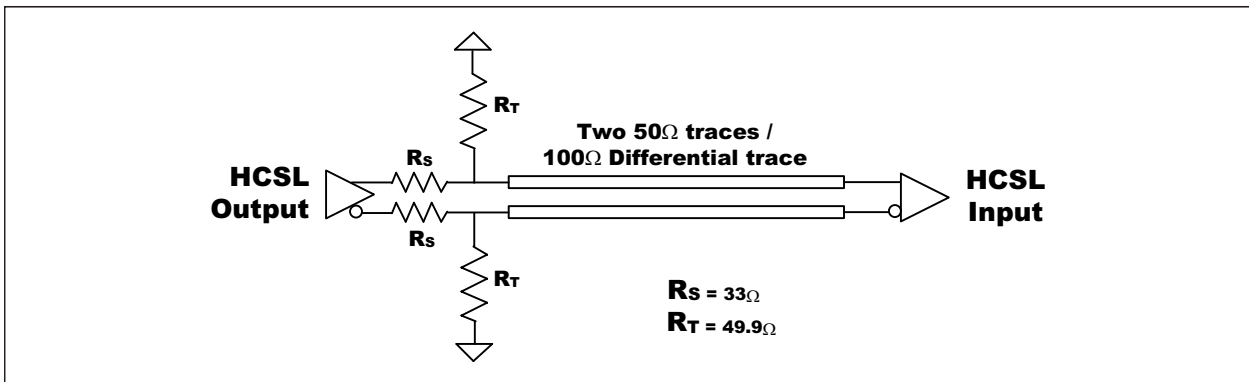 RT
Two 50Ω traces /
100Ω Differential trace
RS
HCSL
Output
HCSL
Input
RS
RT
RS = 33Ω
RT = 49.9Ω